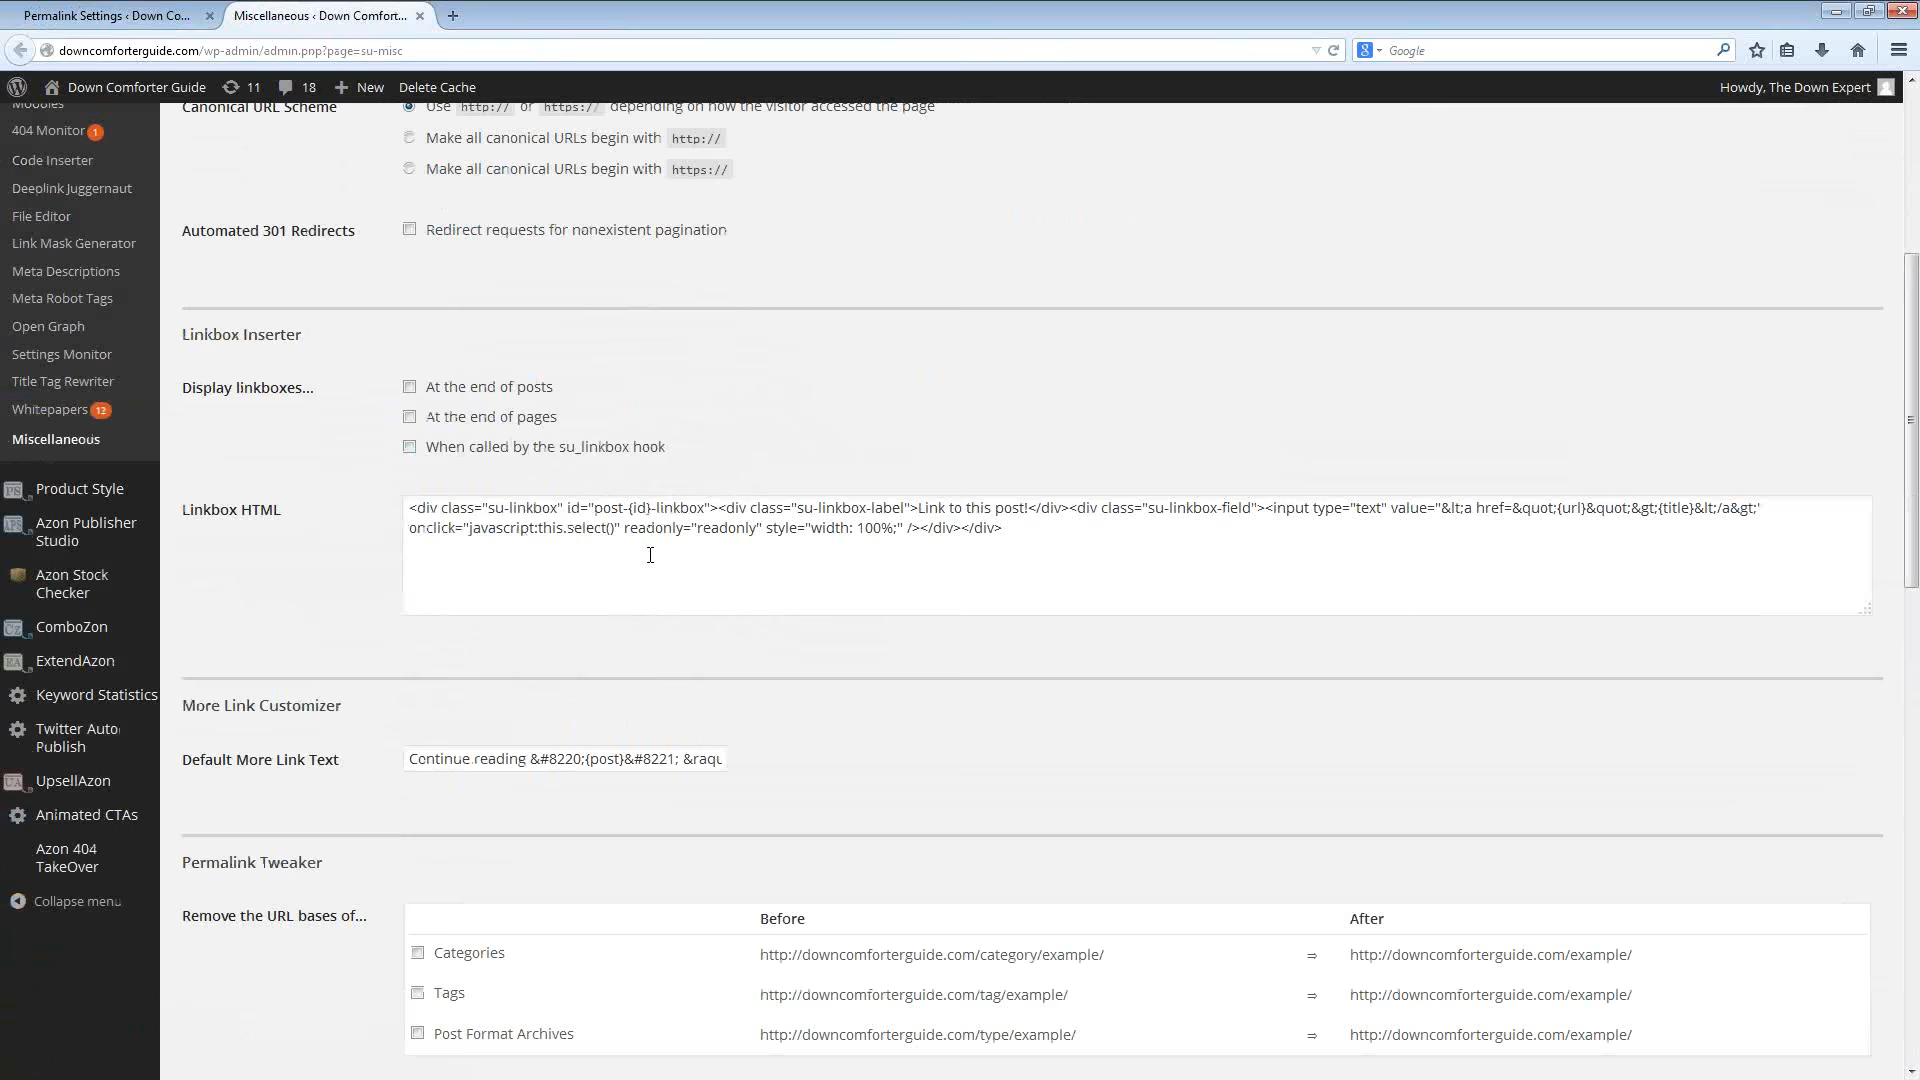 Permalink Settings ‹ Down Co...
Miscellaneous ‹ Down Comfort...
downcomforterguide.com/wp-admin/admin.php?page=su-misc
Google
Down Comforter Guide
11
18
New
Delete Cache
Howdy, The Down Expert
Modules
404 Monitor 1
Code Inserter
Deeplink Juggernaut
File Editor
Link Mask Generator
Meta Descriptions
Meta Robot Tags
Open Graph
Settings Monitor
Title Tag Rewriter
Whitepapers 12
Miscellaneous
Product Style
Azon Publisher
Studio
Azon Stock
Checker
ComboZon
ExtendAzon
Keyword Statistics
Twitter Auto
Publish
UpsellAzon
Animated CTAs
Azon 404
TakeOver
Collapse menu
Canonical URL Scheme
Use http:// or https:// depending on how the visitor accessed the page
Make all canonical URLs begin with http://
Make all canonical URLs begin with https://
Automated 301 Redirects
Redirect requests for nonexistent pagination
Linkbox Inserter
Display linkboxes...
At the end of posts
At the end of pages
When called by the su_linkbox hook
Linkbox HTML
<div class="su-linkbox" id="post-{id}-linkbox"><div class="su-linkbox-label">Link to this post!</div><div class="su-linkbox-field"><input type="text" value="&lt;a href=&quot;{url}&quot;&gt;{title}&lt;/a&gt;"
onclick="javascript:this.select()" readonly="readonly" style="width: 100%;" /></div></div>
More Link Customizer
Default More Link Text
Continue reading &#8220;{post}&#8221; &raqu
Permalink Tweaker
Remove the URL bases of...
Before
After
Categories
http://downcomforterguide.com/category/example/
⇒
http://downcomforterguide.com/example/
Tags
http://downcomforterguide.com/tag/example/
⇒
http://downcomforterguide.com/example/
Post Format Archives
http://downcomforterguide.com/type/example/
⇒
http://downcomforterguide.com/example/